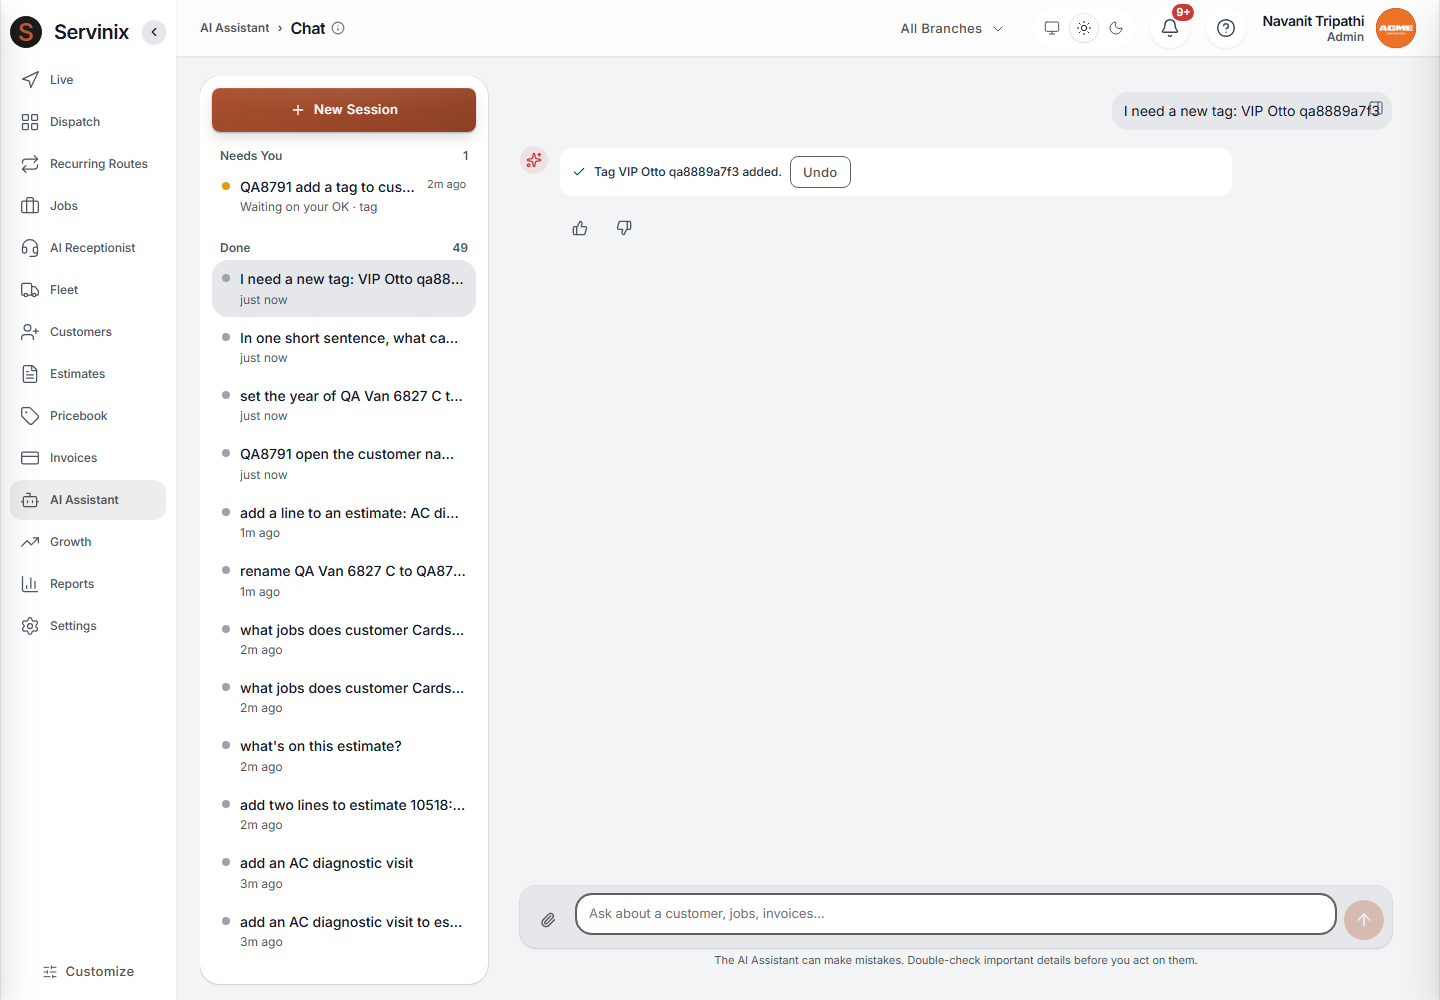 S Servinix
AI Assistant › Chat
All Branches
9+
Navanit Tripathi
Admin
ACME
Live
Dispatch
Recurring Routes
Jobs
AI Receptionist
Fleet
Customers
Estimates
Pricebook
Invoices
AI Assistant
Growth
Reports
Settings
Customize
+ New Session
Needs You 1
QA8791 add a tag to cus... 2m ago
Waiting on your OK · tag
Done 49
I need a new tag: VIP Otto qa88...
just now
In one short sentence, what ca...
just now
set the year of QA Van 6827 C t...
just now
QA8791 open the customer na...
just now
add a line to an estimate: AC di...
1m ago
rename QA Van 6827 C to QA87...
1m ago
what jobs does customer Cards...
2m ago
what jobs does customer Cards...
2m ago
what's on this estimate?
2m ago
add two lines to estimate 10518:...
2m ago
add an AC diagnostic visit
3m ago
add an AC diagnostic visit to es...
3m ago
I need a new tag: VIP Otto qa8889a7f3
Tag VIP Otto qa8889a7f3 added. Undo
Ask about a customer, jobs, invoices...
The AI Assistant can make mistakes. Double-check important details before you act on them.